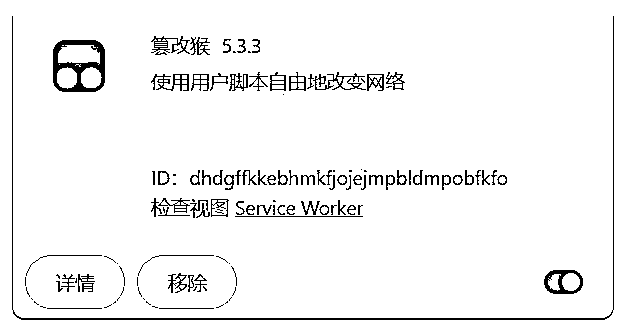 篡改猴 5.3.3
使用用户脚本自由地改变网络
ID：dhdgffkkebhmkfjojejmpbldmpobfkfo
检查视图 Service Worker
详情 移除